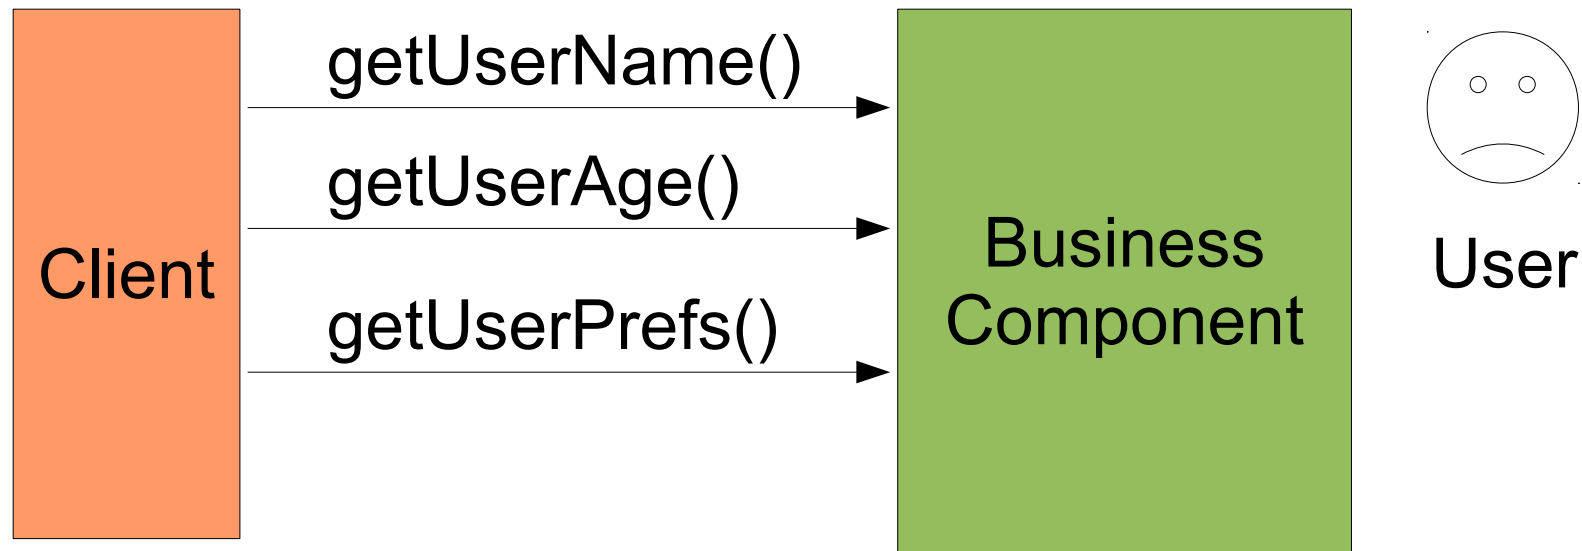 getUserName()
getUserAge()
Client
getUserPrefs()
Business
Component
User